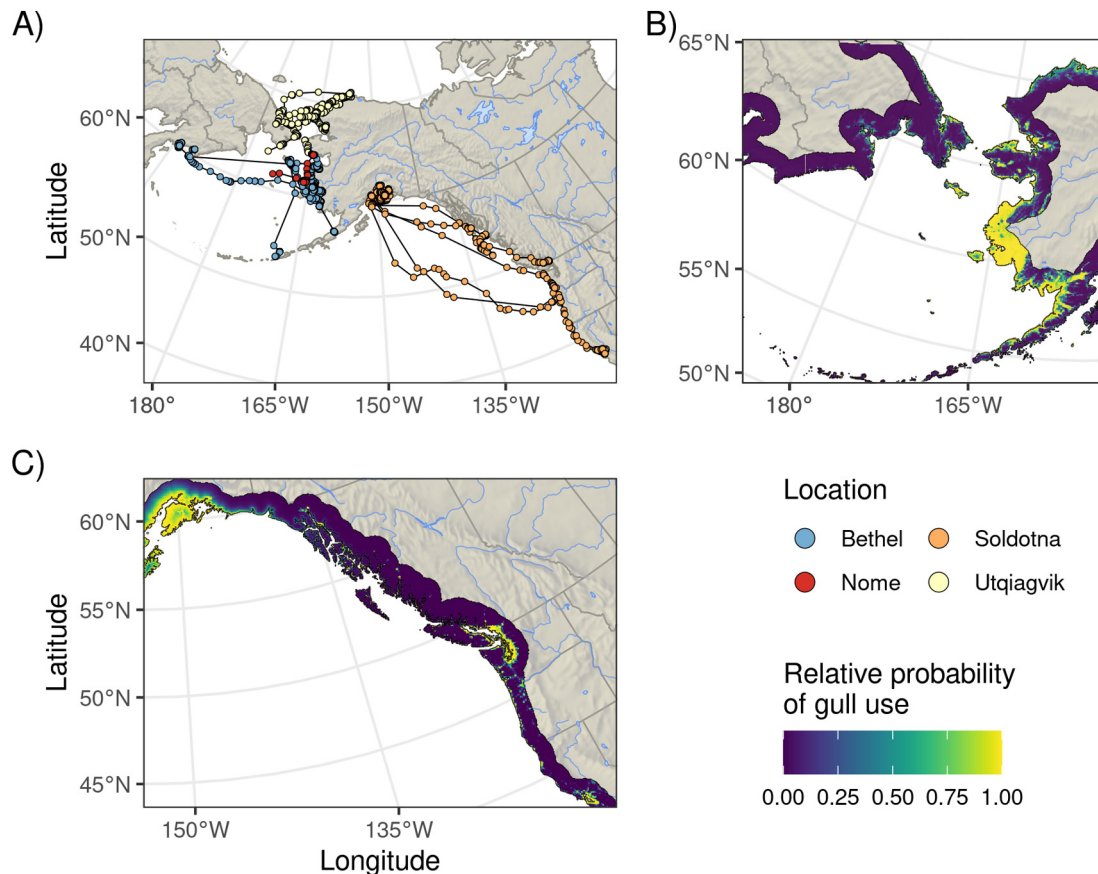 A)
B)
Latitude
60°N
50°N
40°N
180°
165°W
150°W
135°W
65°N
60°N
55°N
50°N
180°
165°W
C)
Latitude
60°N
55°N
50°N
45°N
150°W
135°W
Longitude
Location
Bethel
Soldotna
Nome
Utqiagvik
Relative probability
of gull use
0.00 0.25 0.50 0.75 1.00